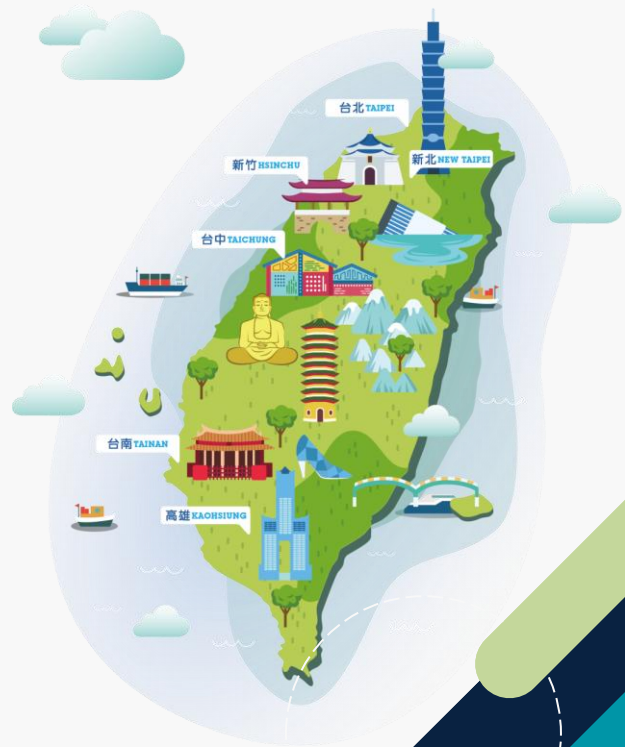 台北 TAIPEI
新竹 HSINCHU
新北 NEW TAIPEI
台中 TAICHUNG
台南 TAINAN
高雄 KAOHSIUNG